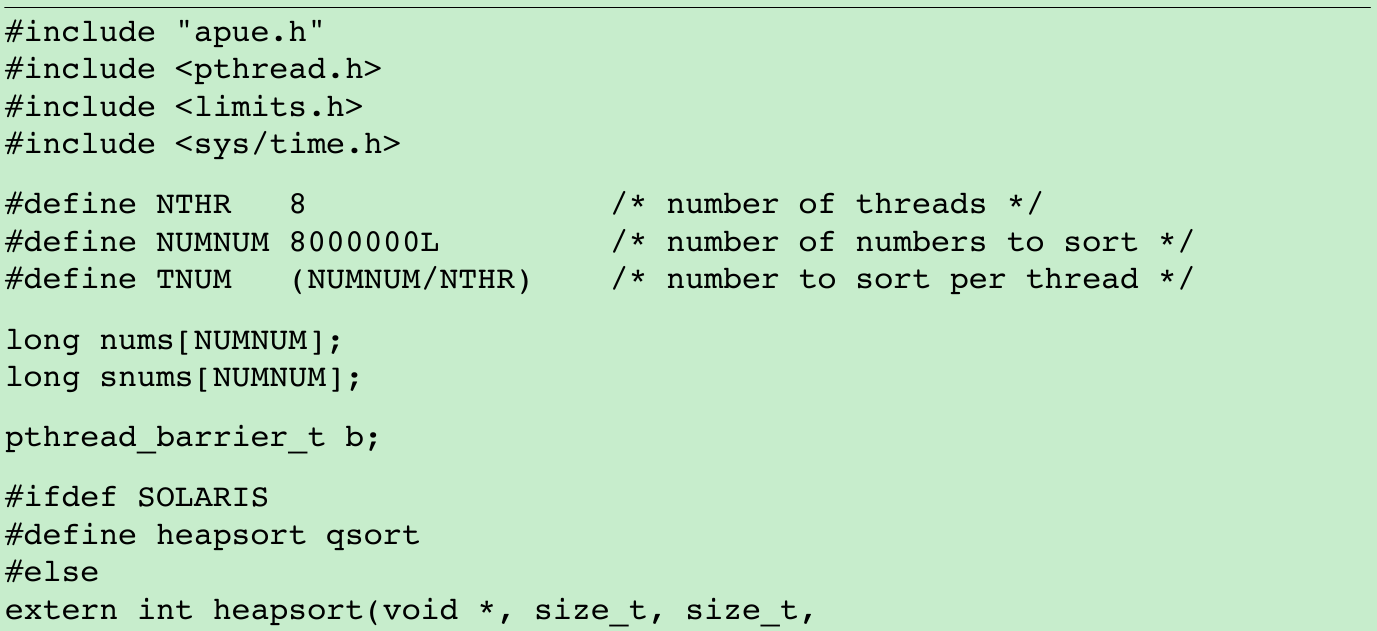 #include "apue.h"
#include <pthread.h>
#include <limits.h>
#include <sys/time.h>
#define NTHR   8                /* number of threads */
#define NUMNUM 8000000L         /* number of numbers to sort */
#define TNUM   (NUMNUM/NTHR)    /* number to sort per thread */
long nums[NUMNUM];
long snums[NUMNUM];
pthread_barrier_t b;
#ifdef SOLARIS
#define heapsort qsort
#else
extern int heapsort(void *, size_t, size_t,